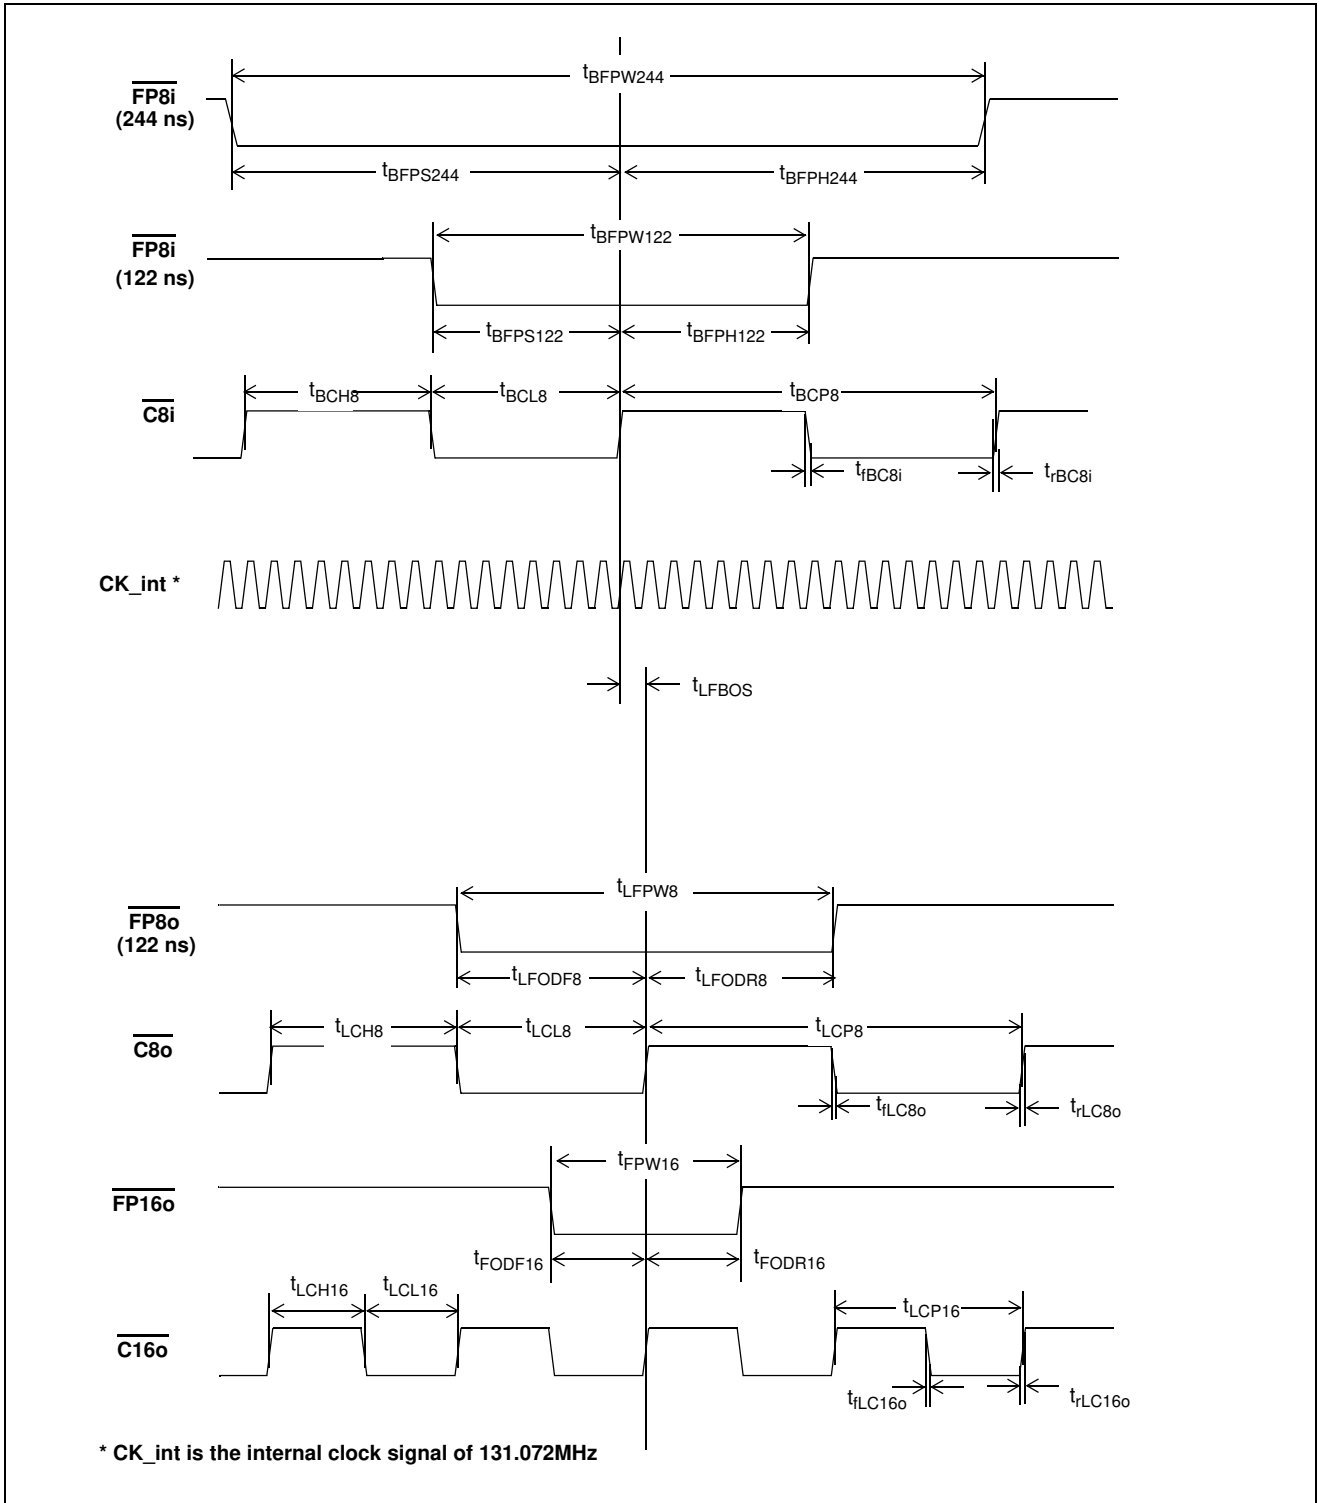 tBFPW244
FP8i
(244 ns)
tBFPS244
tBFPH244
tBFPW122
FP8i
(122 ns)
tBFPS122
tBFPH122
tBCH8
tBCL8
tBCP8
C8i
tfBC8i
trBC8i
CK_int *
tLFBOS
tLFPW8
FP8o
(122 ns)
tLFODF8
tLFODR8
tLCH8
tLCL8
tLCP8
C8o
tfLC8o
trLC8o
tFPW16
FP16o
tFODF16
tFODR16
tLCH16
tLCL16
tLCP16
C16o
tfLC16o
trLC16o
* CK_int is the internal clock signal of 131.072MHz